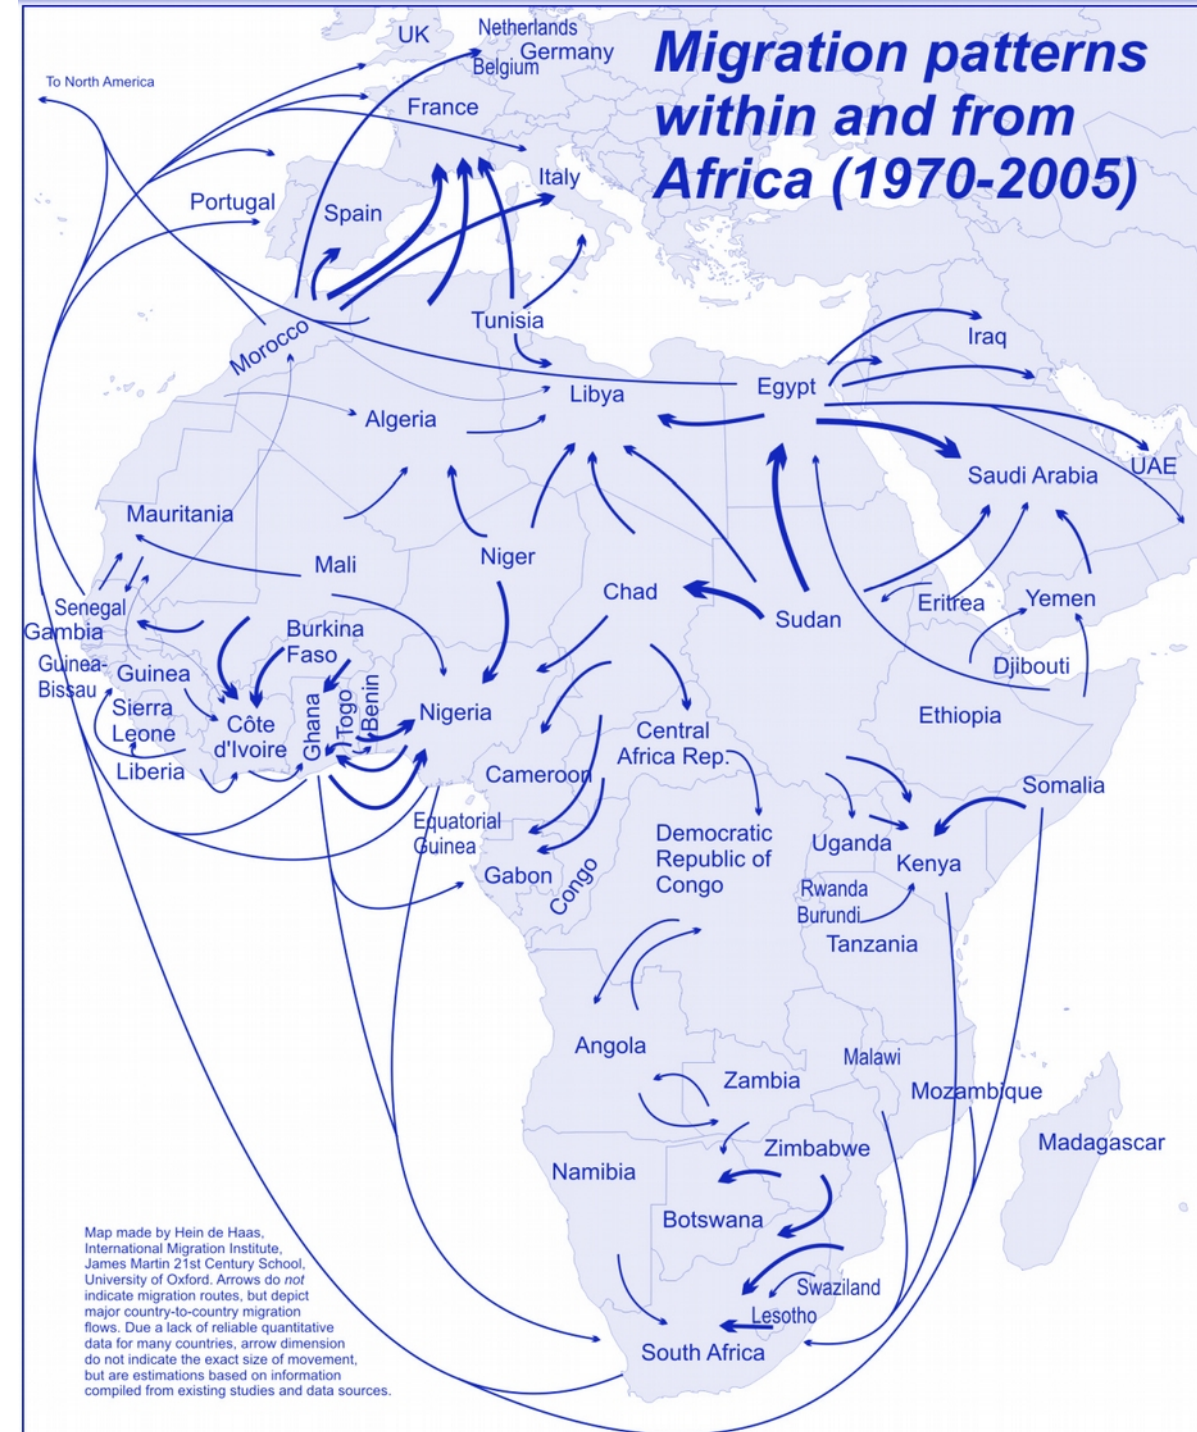 Migration patterns
within and from
Africa (1970-2005)
To North America
UK
Netherlands
Germany
Belgium
France
Italy
Portugal
Spain
Morocco
Tunisia
Iraq
Libya
Egypt
Algeria
Saudi Arabia
UAE
Mauritania
Mali
Niger
Chad
Sudan
Eritrea
Yemen
Senegal
Gambia
Burkina
Faso
Guinea-
Bissau
Guinea
Djibouti
Sierra
Leone
Côte
d'Ivoire
Ghana
Togo
Benin
Nigeria
Central
Africa Rep.
Ethiopia
Liberia
Cameroon
Somalia
Equatorial
Guinea
Democratic
Republic of
Congo
Uganda
Kenya
Gabon
Congo
Rwanda
Burundi
Tanzania
Angola
Malawi
Zambia
Mozambique
Madagascar
Zimbabwe
Namibia
Botswana
Swaziland
Lesotho
South Africa
Map made by Hein de Haas,
International Migration Institute,
James Martin 21st Century School,
University of Oxford. Arrows do not
indicate migration routes, but depict
major country-to-country migration
flows. Due a lack of reliable quantitative
data for many countries, arrow dimension
do not indicate the exact size of movement,
but are estimations based on information
compiled from existing studies and data sources.